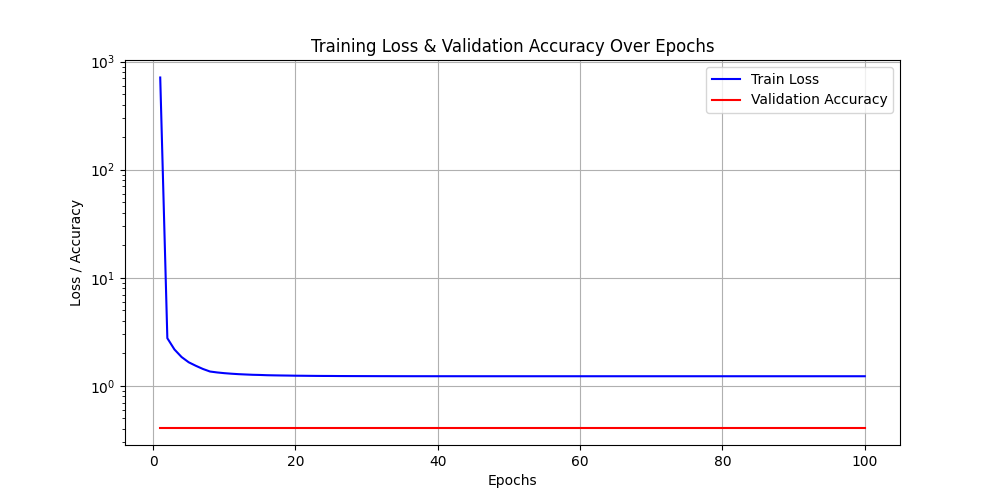 Training Loss & Validation Accuracy Over Epochs
Train Loss
Validation Accuracy
Loss / Accuracy
10³
10²
10¹
10⁰
0 20 40 60 80 100
Epochs